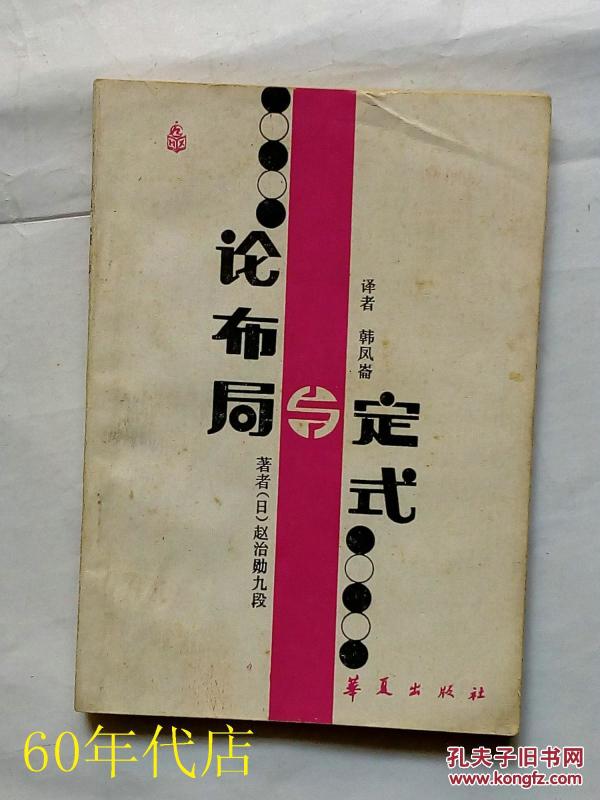 论布局
与
定式
译者 韩凤崙
著者(日)赵治勋九段
華夏出版社
60年代店
孔夫子旧书网
www.kongfz.com